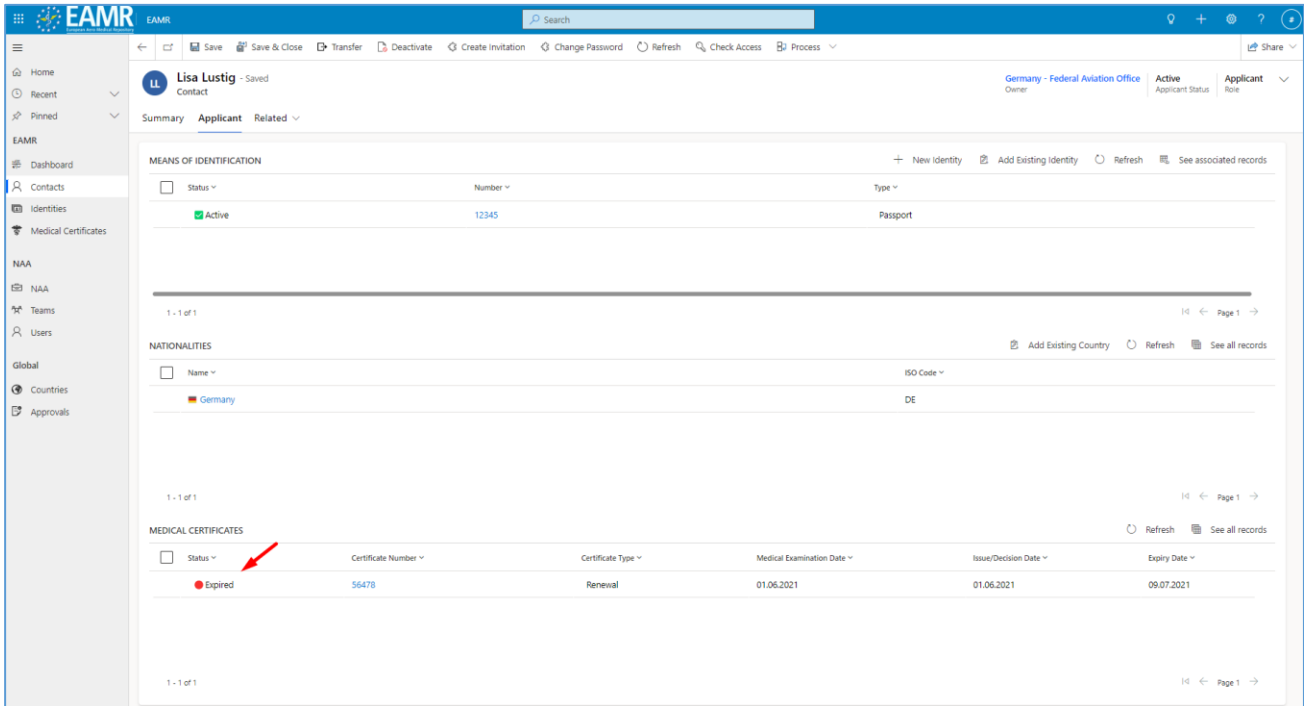 EAMR
European Aero-Medical Repository
EAMR
Search
Save Save & Close Transfer Deactivate Create Invitation Change Password Refresh Check Access Process
Share
Home
Recent
Pinned
EAMR
Dashboard
Contacts
Identities
Medical Certificates
NAA
NAA
Teams
Users
Global
Countries
Approvals
LL
Lisa Lustig - Saved
Contact
Germany - Federal Aviation Office
Owner
Active
Applicant Status
Applicant
Role
Summary Applicant Related
MEANS OF IDENTIFICATION
New Identity Add Existing Identity Refresh See associated records
Status Number Type
Active 12345 Passport
1 - 1 of 1
Page 1
NATIONALITIES
Add Existing Country Refresh See all records
Name ISO Code
Germany DE
1 - 1 of 1
Page 1
MEDICAL CERTIFICATES
Refresh See all records
Status Certificate Number Certificate Type Medical Examination Date Issue/Decision Date Expiry Date
Expired 56478 Renewal 01.06.2021 01.06.2021 09.07.2021
1 - 1 of 1
Page 1